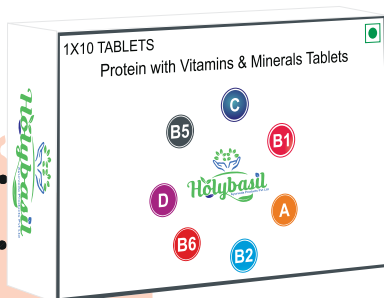 1X10 TABLETS
Protein with Vitamins & Minerals Tablets
C
B5
B1
Holybasil
D
A
B6
B2
Holybasil